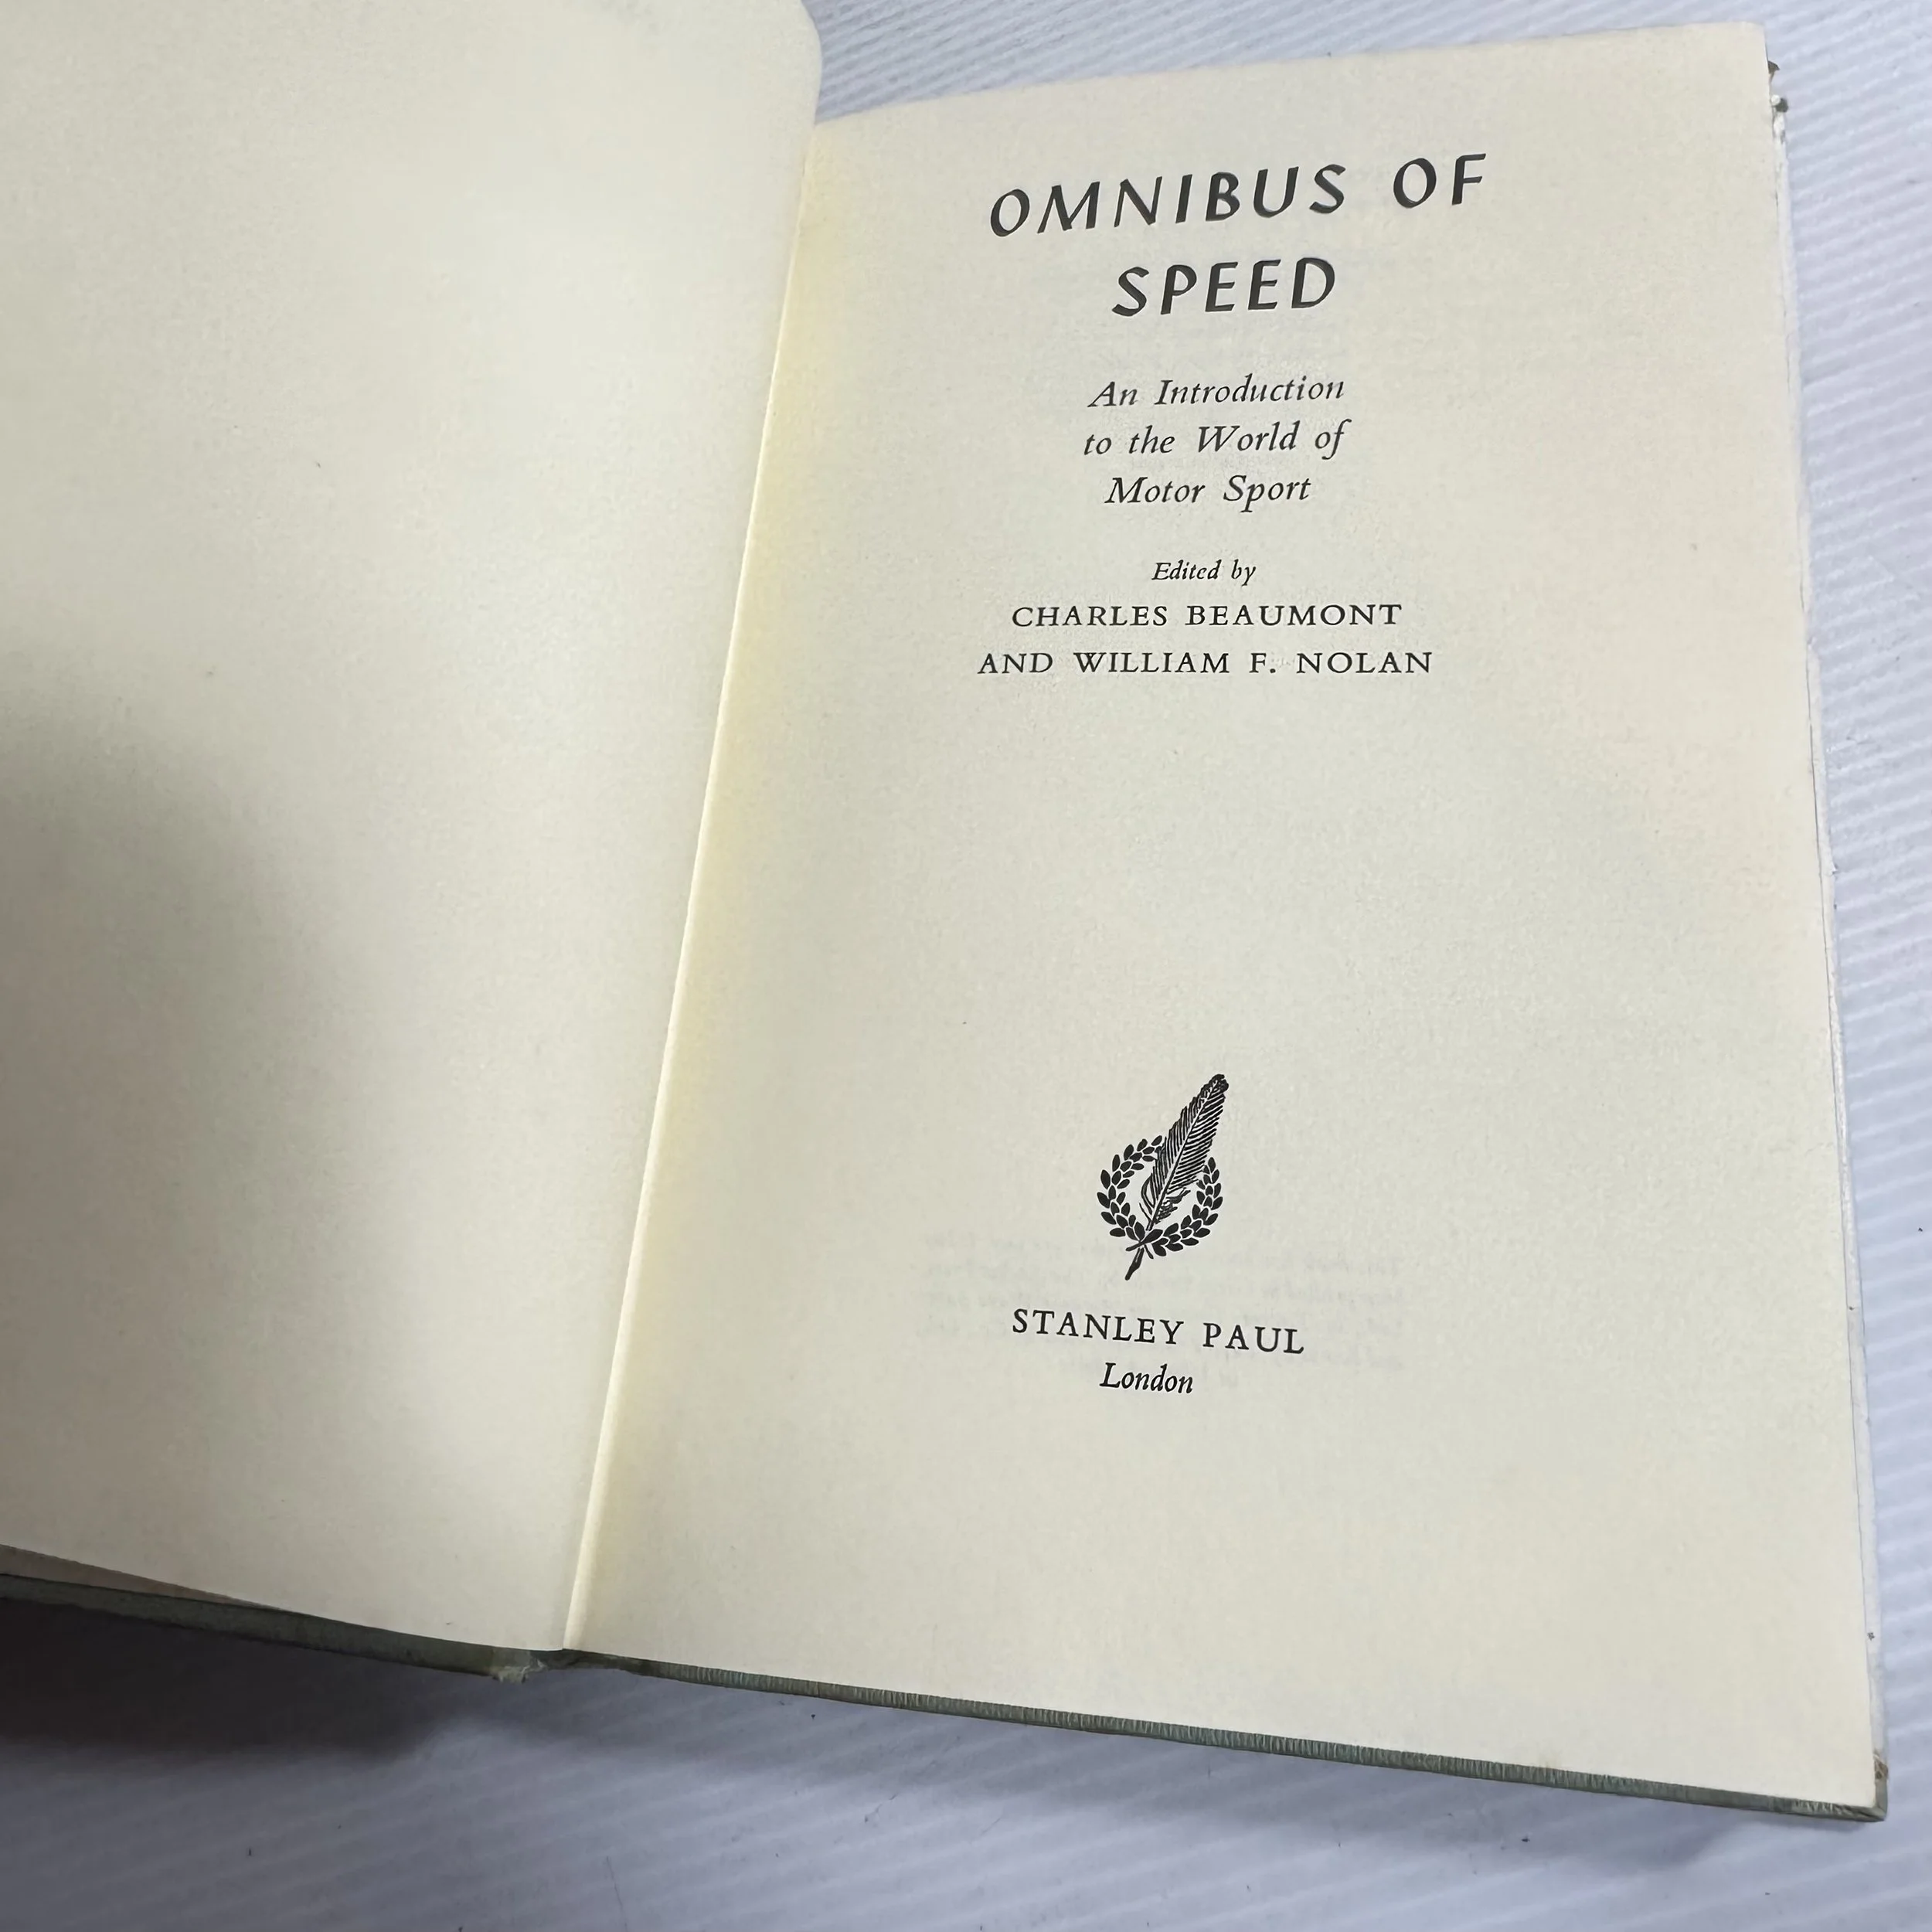 OMNIBUS OF
SPEED
An Introduction
to the World of
Motor Sport
Edited by
CHARLES BEAUMONT
AND WILLIAM F. NOLAN
STANLEY PAUL
London